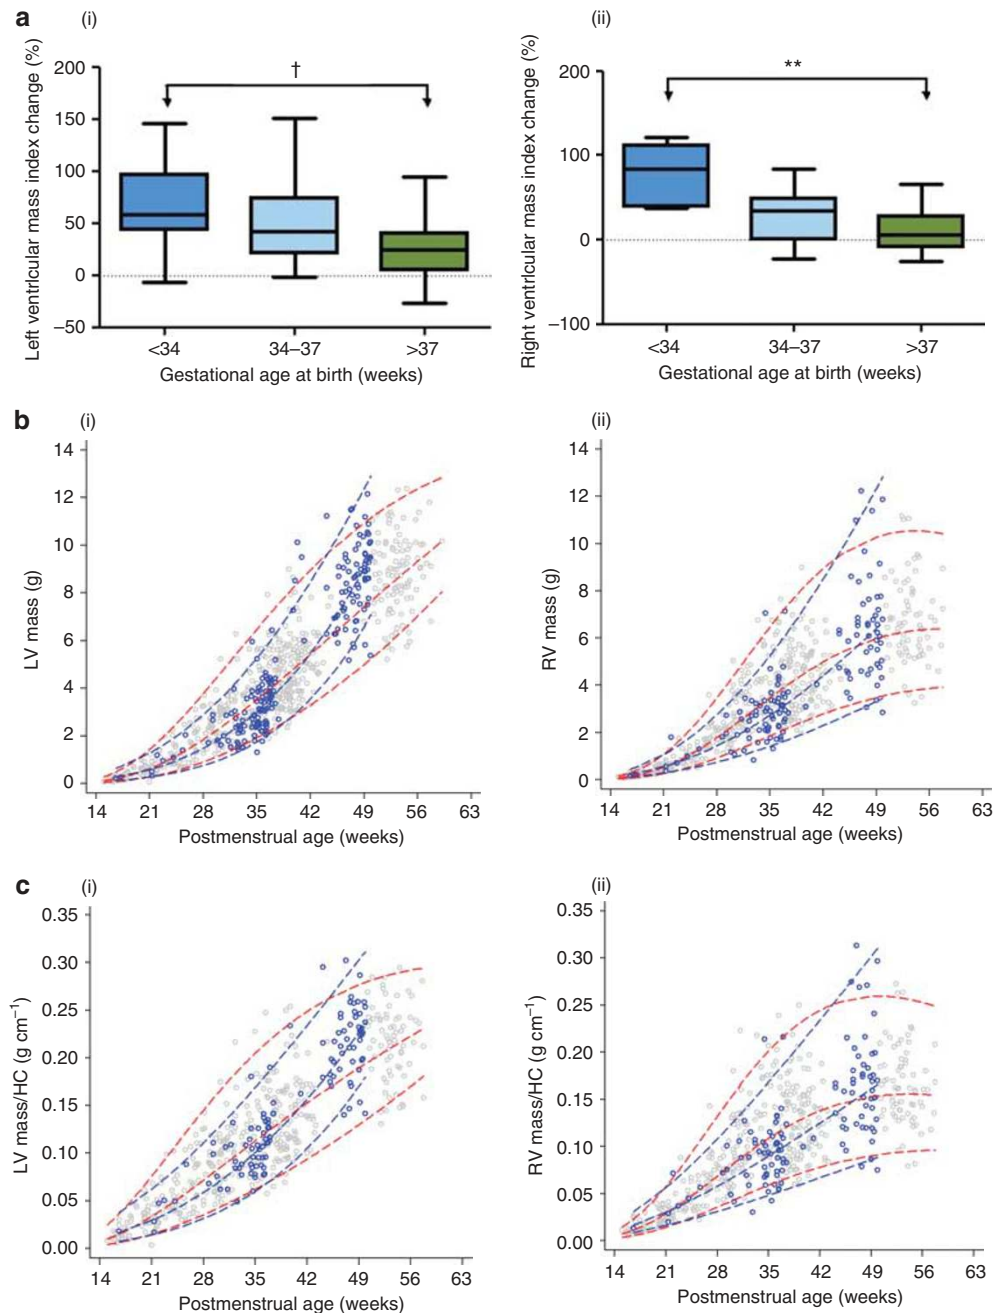 a (i) (ii)
Left ventricular mass index change (%)
200
150
100
50
0
−50
†
<34 34–37 >37
Gestational age at birth (weeks)
Right ventricular mass index change (%)
200
100
0
−100
**
<34 34–37 >37
Gestational age at birth (weeks)
b (i) (ii)
LV mass (g)
14
12
10
8
6
4
2
0
14 21 28 35 42 49 56 63
Postmenstrual age (weeks)
RV mass (g)
14
12
10
8
6
4
2
0
14 21 28 35 42 49 56 63
Postmenstrual age (weeks)
c (i) (ii)
LV mass/HC (g cm⁻¹)
0.35
0.30
0.25
0.20
0.15
0.10
0.05
0.00
14 21 28 35 42 49 56 63
Postmenstrual age (weeks)
RV mass/HC (g cm⁻¹)
0.35
0.30
0.25
0.20
0.15
0.10
0.05
0.00
14 21 28 35 42 49 56 63
Postmenstrual age (weeks)